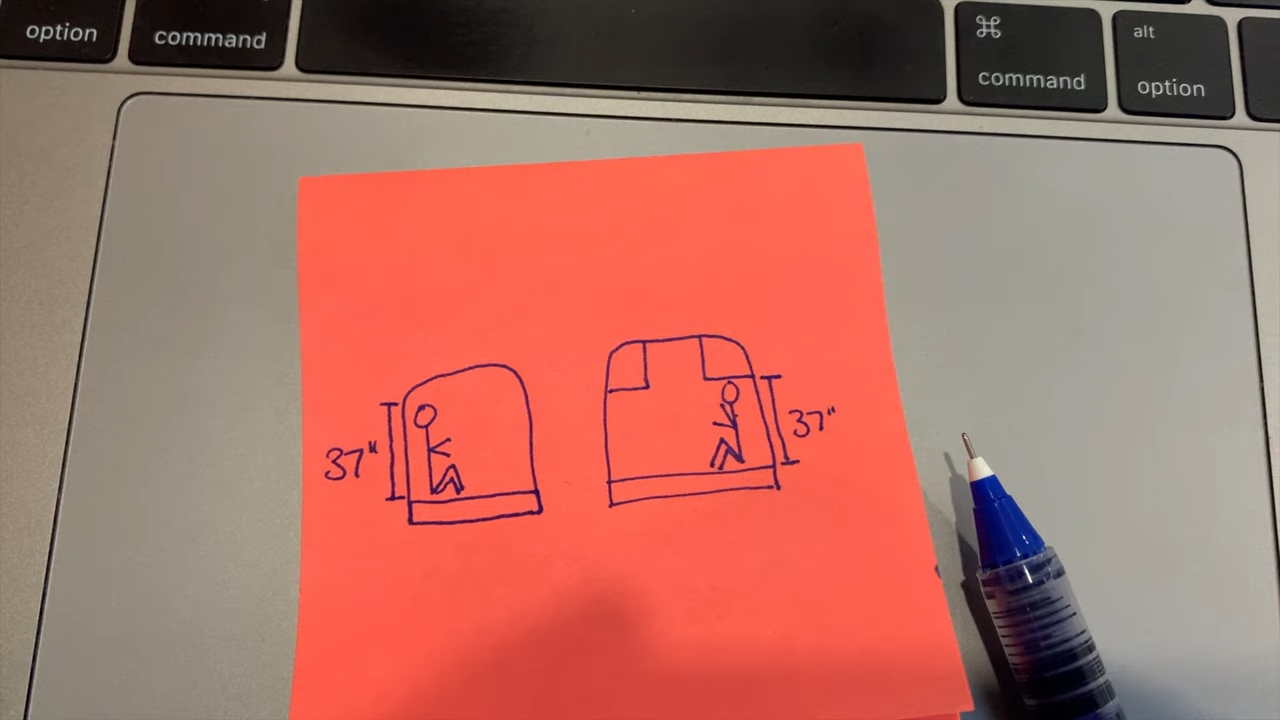 option
command
⌘
command
alt
option
37"
37"